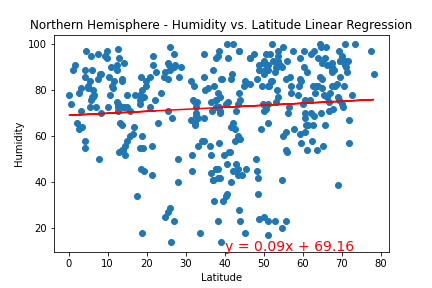 Northern Hemisphere - Humidity vs. Latitude Linear Regression
100
80
60
40
20
Humidity
y = 0.09x + 69.16
0 10 20 30 40 50 60 70 80
Latitude